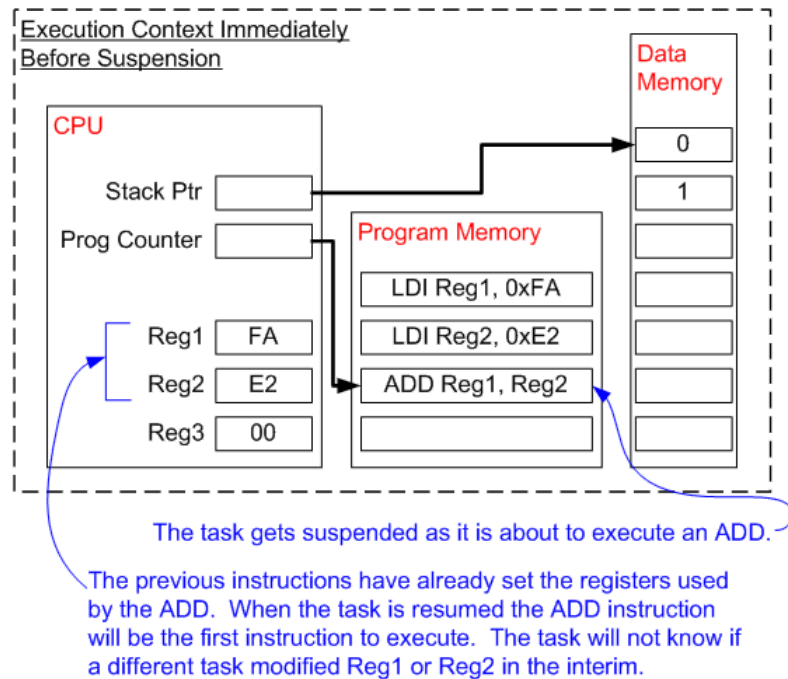 Execution Context Immediately
Before Suspension
Data
Memory
CPU
0
Stack Ptr
1
Prog Counter
Program Memory
LDI Reg1, 0xFA
Reg1
FA
LDI Reg2, 0xE2
Reg2
E2
ADD Reg1, Reg2
Reg3
00
The task gets suspended as it is about to execute an ADD.
The previous instructions have already set the registers used
by the ADD.  When the task is resumed the ADD instruction
will be the first instruction to execute.  The task will not know if
a different task modified Reg1 or Reg2 in the interim.